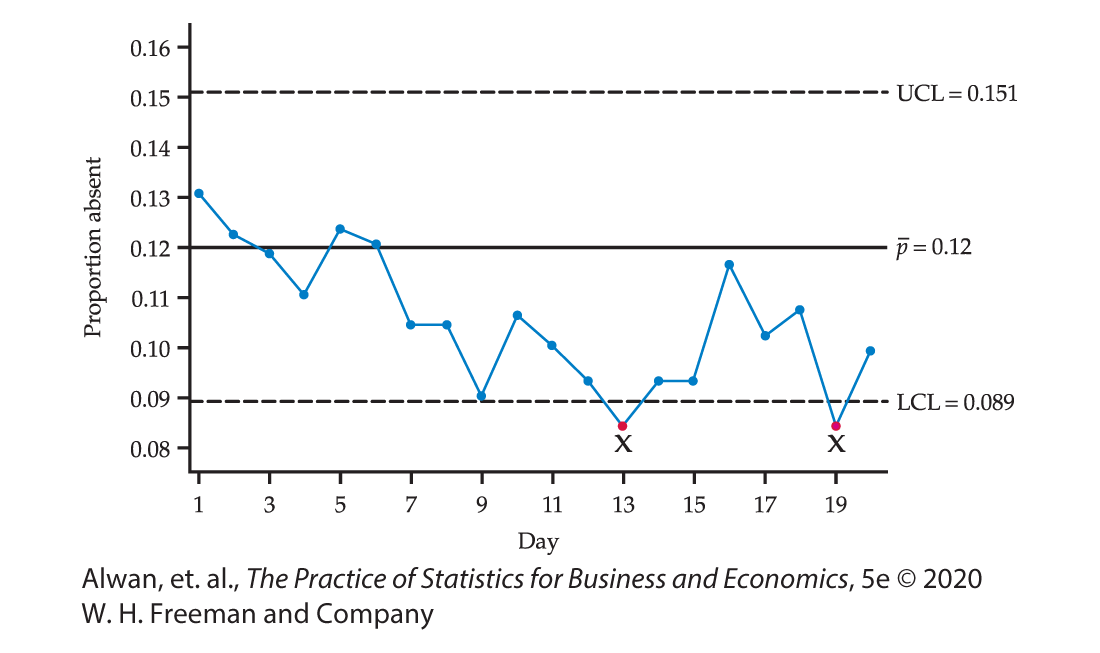 Proportion absent
0.16
0.15
0.14
0.13
0.12
0.11
0.10
0.09
0.08
UCL = 0.151
p̄ = 0.12
LCL = 0.089
X X
1 3 5 7 9 11 13 15 17 19
Day
Alwan, et. al., The Practice of Statistics for Business and Economics, 5e © 2020
W. H. Freeman and Company